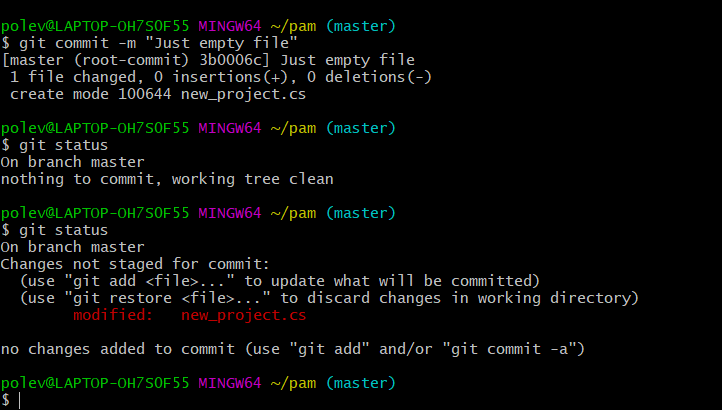 polev@LAPTOP-OH7S0F55 MINGW64 ~/pam (master)
$ git commit -m "Just empty file"
[master (root-commit) 3b0006c] Just empty file
 1 file changed, 0 insertions(+), 0 deletions(-)
 create mode 100644 new_project.cs

polev@LAPTOP-OH7S0F55 MINGW64 ~/pam (master)
$ git status
On branch master
nothing to commit, working tree clean

polev@LAPTOP-OH7S0F55 MINGW64 ~/pam (master)
$ git status
On branch master
Changes not staged for commit:
  (use "git add <file>..." to update what will be committed)
  (use "git restore <file>..." to discard changes in working directory)
        modified:   new_project.cs

no changes added to commit (use "git add" and/or "git commit -a")

polev@LAPTOP-OH7S0F55 MINGW64 ~/pam (master)
$